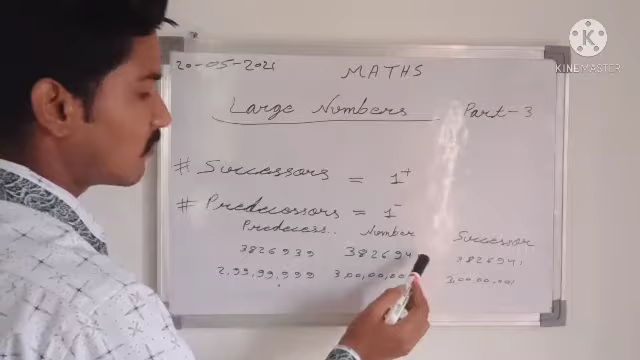 20-05-2021 MATHS
KINEMASTER
Large Numbers Part-3
# Successors = 1+
# Predecessors = 1-
Predecess.. Number Successor
3826939 382694 3826941
2,99,99,999 3,00,00,00 3,00,00,001